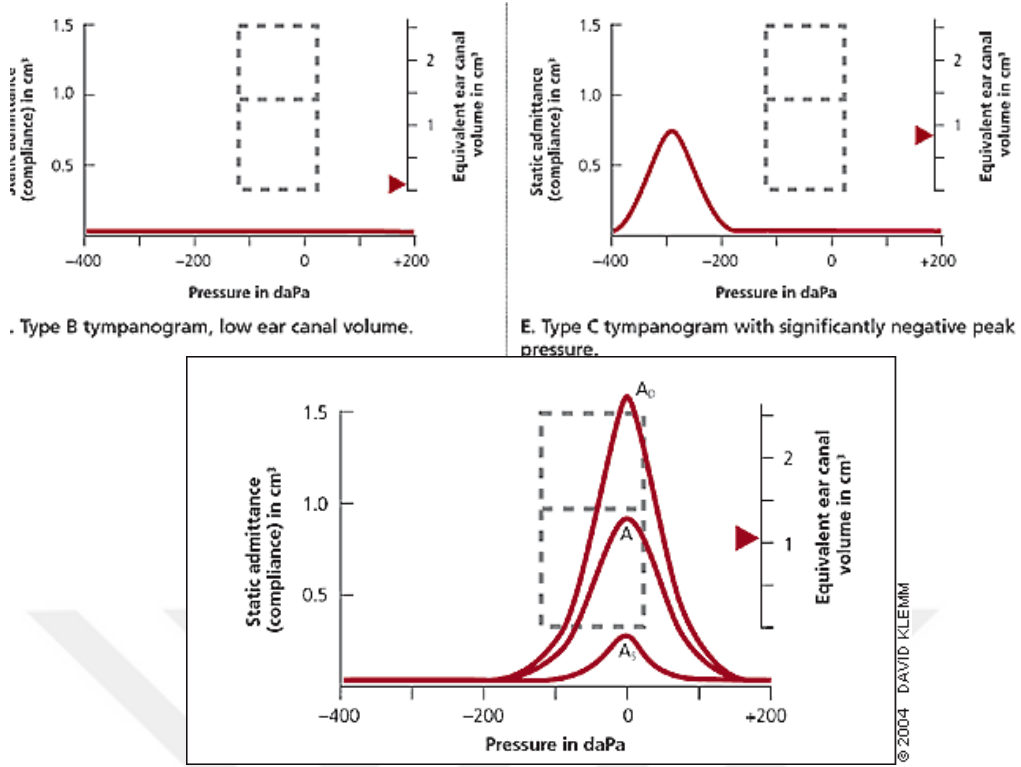 1.5
1.0
0.5
2
1
Static admittance
(compliance) in cm³
Equivalent ear canal
volume in cm³
−400
−200
0
+200
Pressure in daPa
. Type B tympanogram, low ear canal volume.
1.5
1.0
0.5
2
1
Static admittance
(compliance) in cm³
Equivalent ear canal
volume in cm³
−400
−200
0
+200
Pressure in daPa
E. Type C tympanogram with significantly negative peak
pressure.
1.5
1.0
0.5
A_D
A
A_S
2
1
Static admittance
(compliance) in cm³
Equivalent ear canal
volume in cm³
−400
−200
0
+200
Pressure in daPa
© 2004 DAVID KLEMM